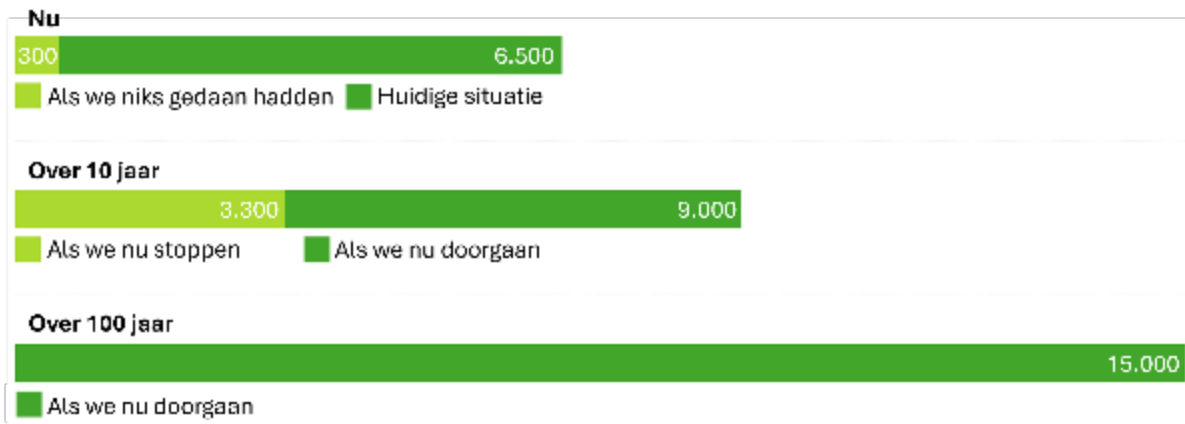 Nu
300 6.500
Als we niks gedaan hadden Huidige situatie
Over 10 jaar
3.300 9.000
Als we nu stoppen Als we nu doorgaan
Over 100 jaar
15.000
Als we nu doorgaan